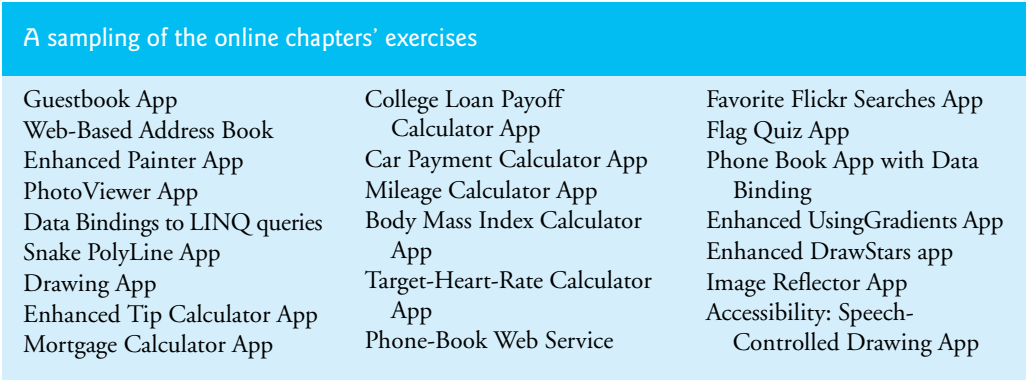 A sampling of the online chapters’ exercises
Guestbook App
Web-Based Address Book
Enhanced Painter App
PhotoViewer App
Data Bindings to LINQ queries
Snake PolyLine App
Drawing App
Enhanced Tip Calculator App
Mortgage Calculator App
College Loan Payoff
Calculator App
Car Payment Calculator App
Mileage Calculator App
Body Mass Index Calculator
App
Target-Heart-Rate Calculator
App
Phone-Book Web Service
Favorite Flickr Searches App
Flag Quiz App
Phone Book App with Data
Binding
Enhanced UsingGradients App
Enhanced DrawStars app
Image Reflector App
Accessibility: Speech-
Controlled Drawing App